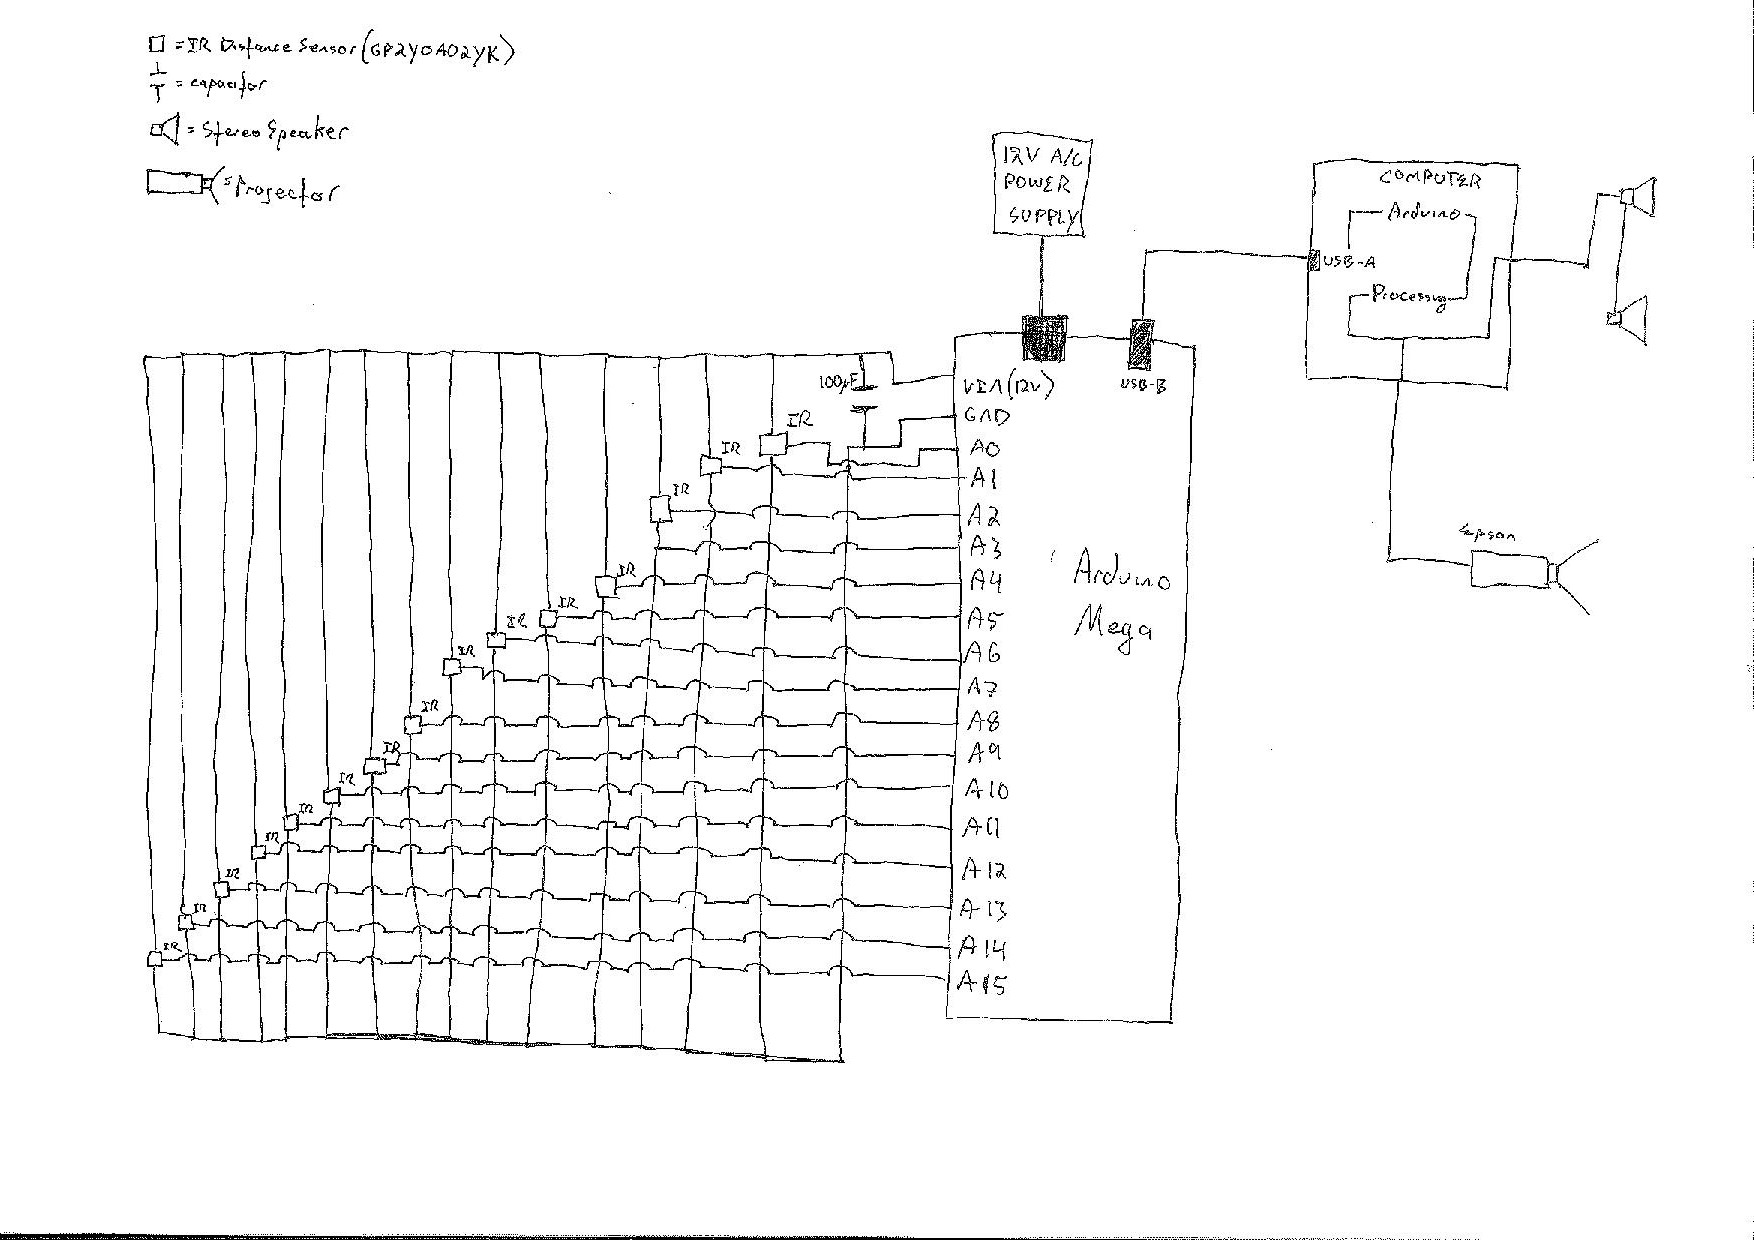 = IR Distance Sensor (GP2Y0A02YK)
= capacitor
= Stereo Speaker
= Projector
12V A/C
POWER
SUPPLY
COMPUTER
Arduino
USB-A
Processing
100µF
VIN(12V)
USB-B
GND
IR
A0
IR
A1
IR
A2
A3
IR
A4
IR
A5
IR
A6
IR
A7
IR
A8
IR
A9
IR
A10
IR
A11
IR
A12
IR
A13
IR
A14
IR
A15
Arduino
Mega
Epson